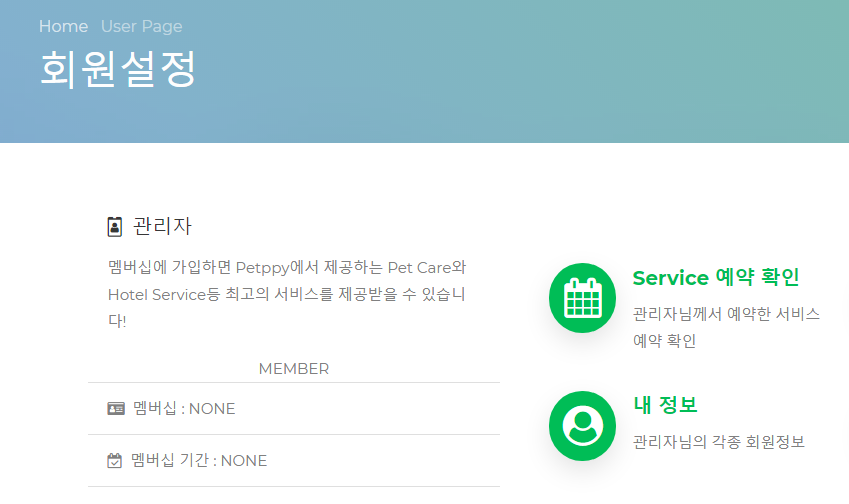 Home User Page
회원설정
관리자
멤버십에 가입하면 Petppy에서 제공하는 Pet Care와
Hotel Service등 최고의 서비스를 제공받을 수 있습니
다!
MEMBER
멤버십 : NONE
멤버십 기간 : NONE
Service 예약 확인
관리자님께서 예약한 서비스
예약 확인
내 정보
관리자님의 각종 회원정보